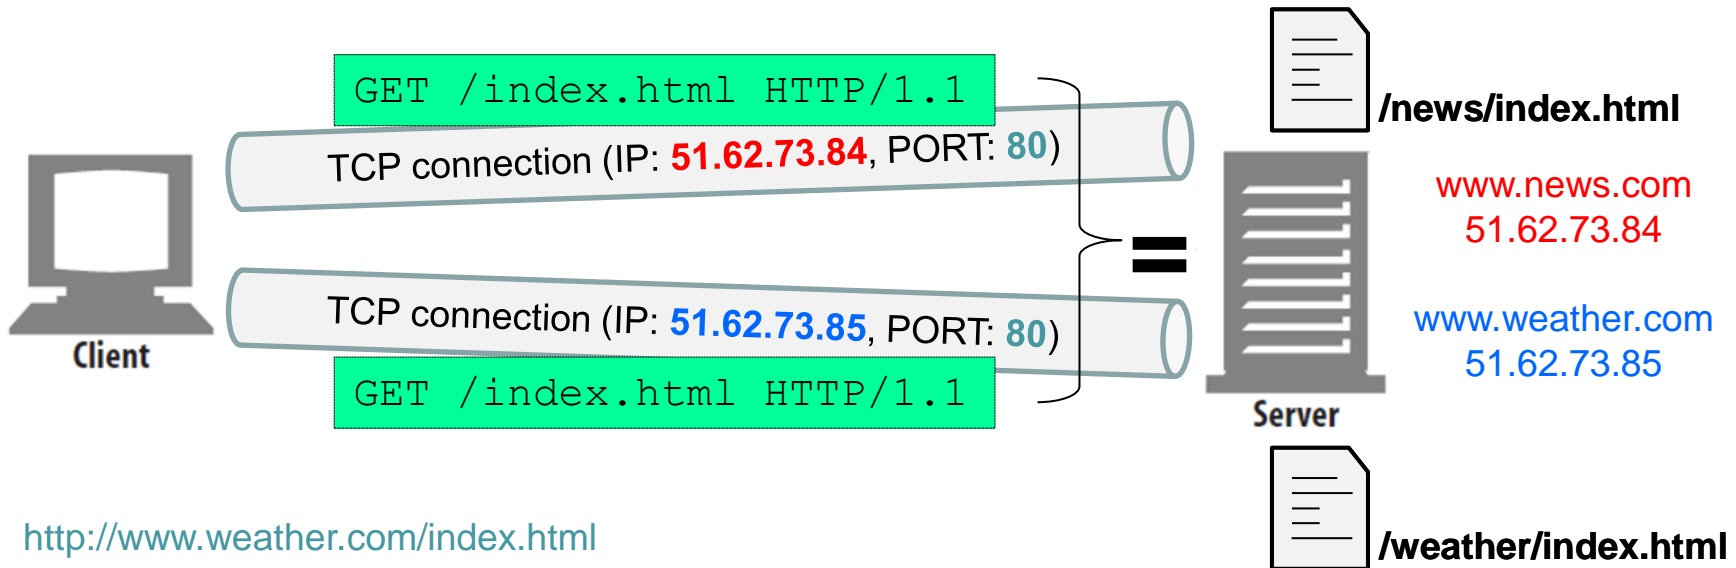 GET /index.html HTTP/1.1
TCP connection (IP: 51.62.73.84, PORT: 80)
/news/index.html
www.news.com
51.62.73.84
=
TCP connection (IP: 51.62.73.85, PORT: 80)
GET /index.html HTTP/1.1
www.weather.com
51.62.73.85
Client
Server
http://www.weather.com/index.html
/weather/index.html